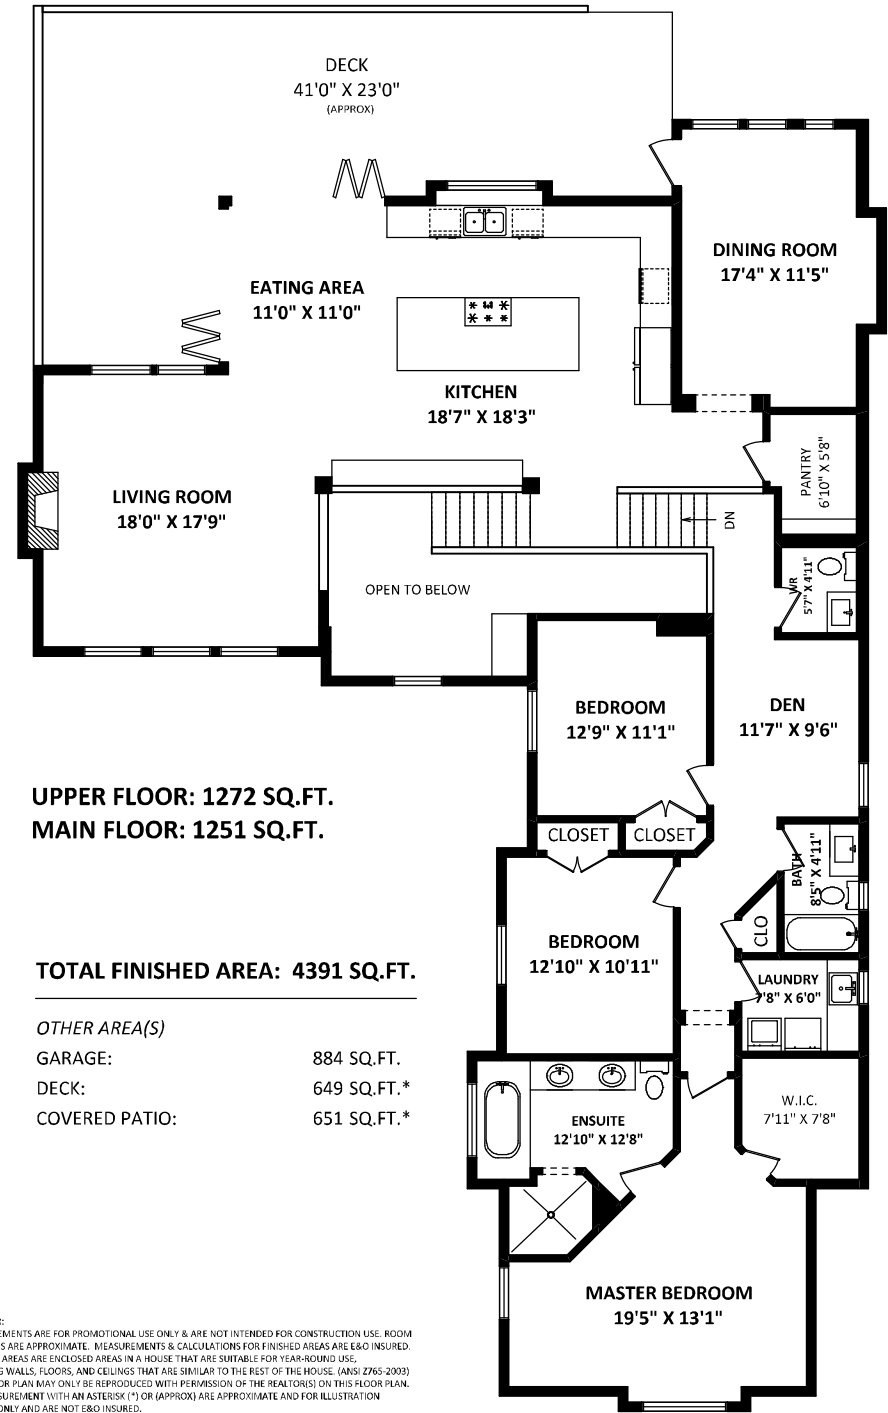 DECK
41'0" X 23'0"
(APPROX)
DINING ROOM
17'4" X 11'5"
EATING AREA
11'0" X 11'0"
KITCHEN
18'7" X 18'3"
PANTRY
6'10" X 5'8"
LIVING ROOM
18'0" X 17'9"
DN
OPEN TO BELOW
WR
5'7" X 4'11"
BEDROOM
12'9" X 11'1"
DEN
11'7" X 9'6"
UPPER FLOOR: 1272 SQ.FT.
MAIN FLOOR: 1251 SQ.FT.
CLOSET
CLOSET
BATH
8'5" X 4'11"
CLO
BEDROOM
12'10" X 10'11"
LAUNDRY
7'8" X 6'0"
TOTAL FINISHED AREA: 4391 SQ.FT.
OTHER AREA(S)
GARAGE: 884 SQ.FT.
DECK: 649 SQ.FT.*
COVERED PATIO: 651 SQ.FT.*
W.I.C.
7'11" X 7'8"
ENSUITE
12'10" X 12'8"
MASTER BEDROOM
19'5" X 13'1"
EMENTS ARE FOR PROMOTIONAL USE ONLY & ARE NOT INTENDED FOR CONSTRUCTION USE. ROOM
S ARE APPROXIMATE. MEASUREMENTS & CALCULATIONS FOR FINISHED AREAS ARE E&O INSURED.
AREAS ARE ENCLOSED AREAS IN A HOUSE THAT ARE SUITABLE FOR YEAR-ROUND USE,
G WALLS, FLOORS, AND CEILINGS THAT ARE SIMILAR TO THE REST OF THE HOUSE. (ANSI Z765-2003)
OR PLAN MAY ONLY BE REPRODUCED WITH PERMISSION OF THE REALTOR(S) ON THIS FLOOR PLAN.
SUREMENT WITH AN ASTERISK (*) OR (APPROX) ARE APPROXIMATE AND FOR ILLUSTRATION
ONLY AND ARE NOT E&O INSURED.